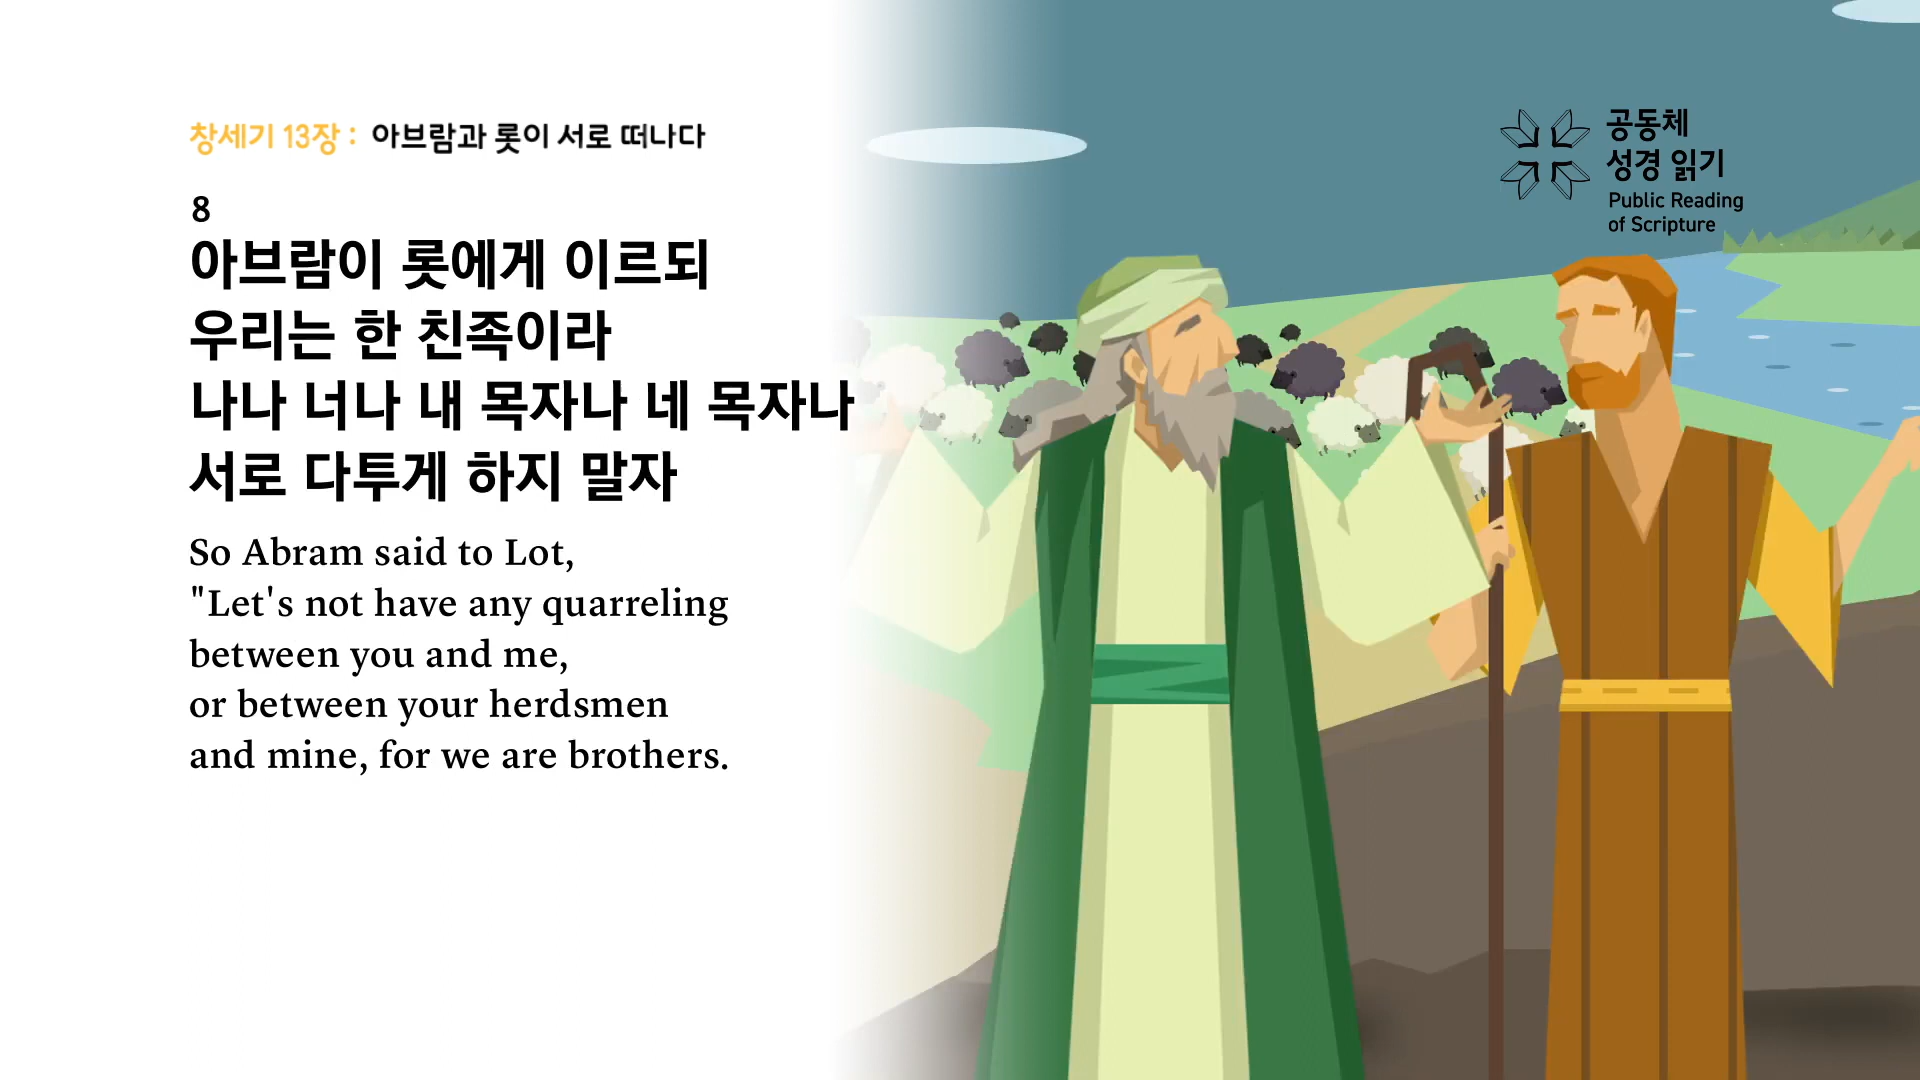 창세기 13장 : 아브람과 롯이 서로 떠나다
8
아브람이 롯에게 이르되
우리는 한 친족이라
나나 너나 내 목자나 네 목자나
서로 다투게 하지 말자
So Abram said to Lot,
"Let's not have any quarreling
between you and me,
or between your herdsmen
and mine, for we are brothers.
공동체
성경 읽기
Public Reading
of Scripture